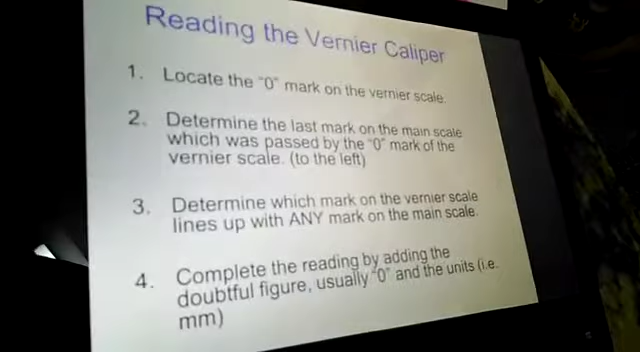 Reading the Vernier Caliper
1. Locate the "0" mark on the vernier scale.
2. Determine the last mark on the main scale
which was passed by the "0" mark of the
vernier scale. (to the left)
3. Determine which mark on the vernier scale
lines up with ANY mark on the main scale.
4. Complete the reading by adding the
doubtful figure, usually "0" and the units (i.e.
mm)